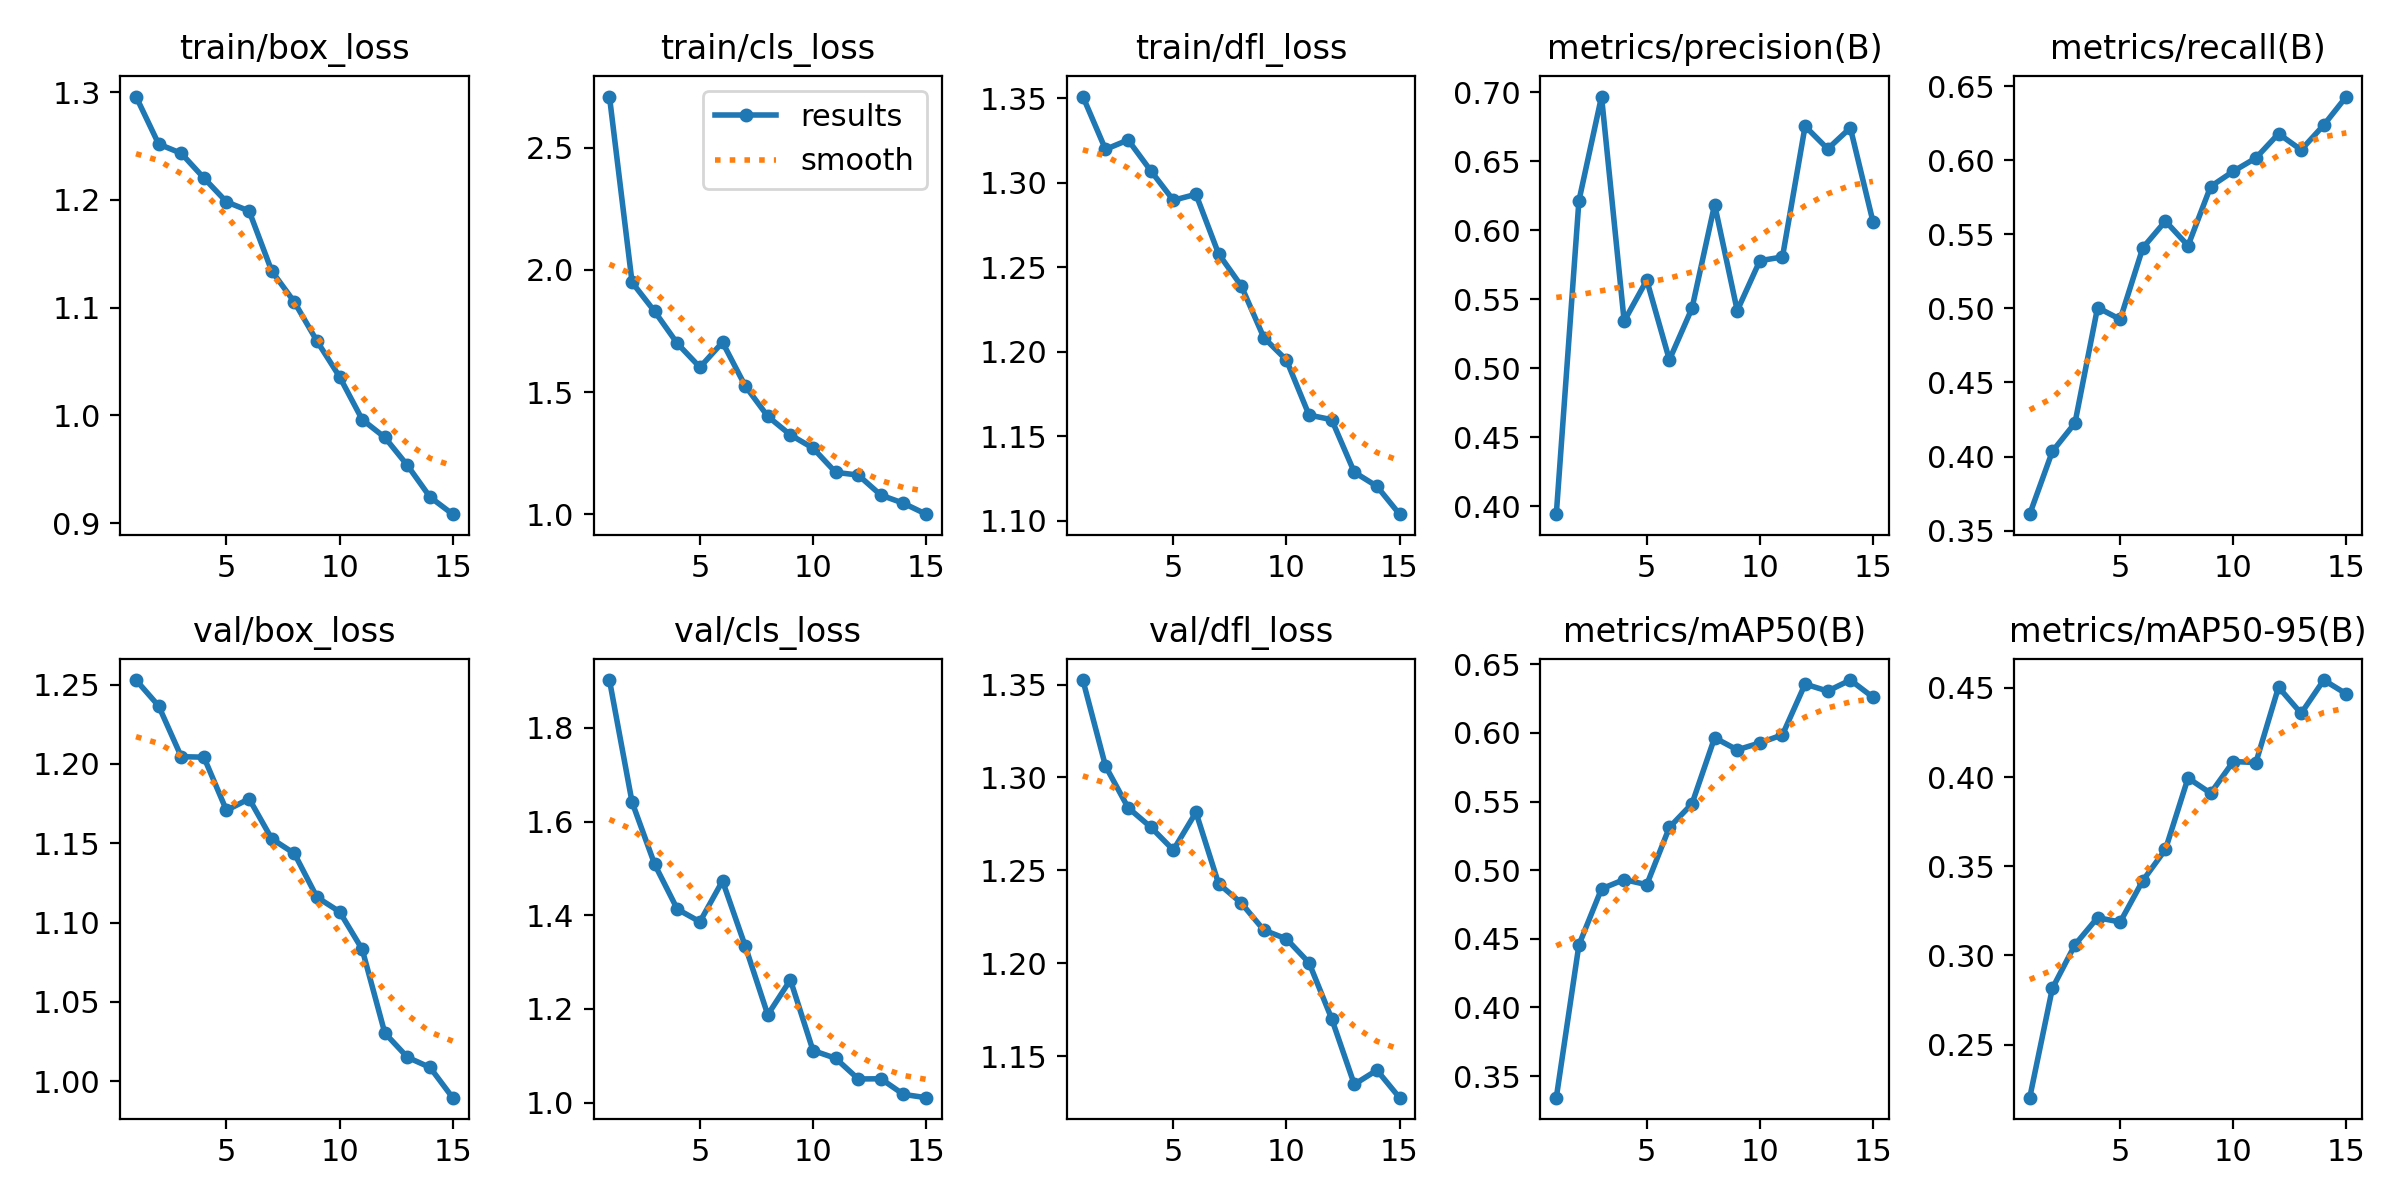 train/box_loss
1.3
1.2
1.1
1.0
0.9
5 10 15
train/cls_loss
results
smooth
2.5
2.0
1.5
1.0
5 10 15
train/dfl_loss
1.35
1.30
1.25
1.20
1.15
1.10
5 10 15
metrics/precision(B)
0.70
0.65
0.60
0.55
0.50
0.45
0.40
5 10 15
metrics/recall(B)
0.65
0.60
0.55
0.50
0.45
0.40
0.35
5 10 15
val/box_loss
1.25
1.20
1.15
1.10
1.05
1.00
5 10 15
val/cls_loss
1.8
1.6
1.4
1.2
1.0
5 10 15
val/dfl_loss
1.35
1.30
1.25
1.20
1.15
5 10 15
metrics/mAP50(B)
0.65
0.60
0.55
0.50
0.45
0.40
0.35
5 10 15
metrics/mAP50-95(B)
0.45
0.40
0.35
0.30
0.25
5 10 15